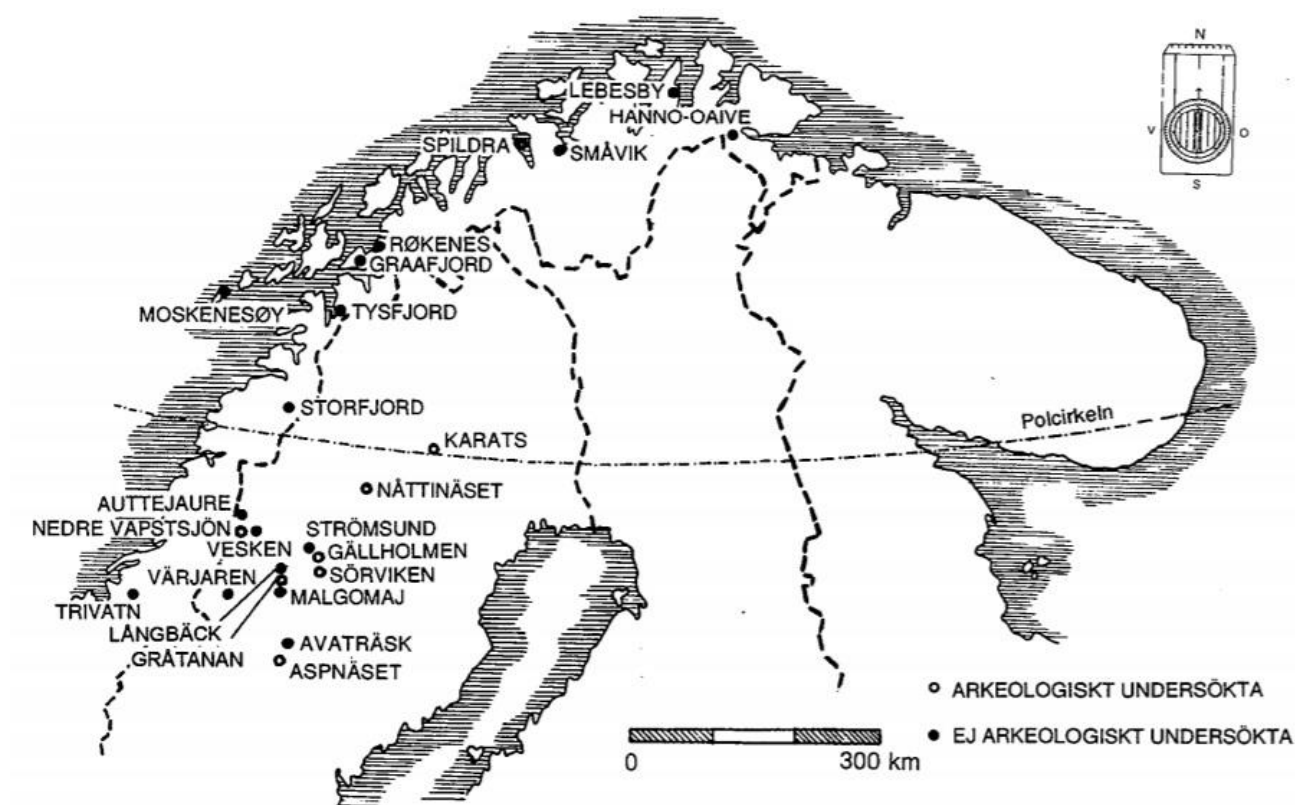 N
V O
S
LEBESBY
HANNO-OAIVE
SPILDRA
SMÅVIK
RØKENES
GRAAFJORD
MOSKENESØY
TYSFJORD
STORFJORD
Polcirkeln
KARATS
NÅTTINÄSET
AUTTEJAURE
NEDRE VAPSTSJÖN
STRÖMSUND
VESKEN
GÄLLHOLMEN
VÄRJAREN
SÖRVIKEN
TRIVATN
MALGOMAJ
LÅNGBÄCK
GRÅTANAN
AVATRÄSK
ASPNÄSET
ARKEOLOGISKT UNDERSÖKTA
EJ ARKEOLOGISKT UNDERSÖKTA
0 300 km